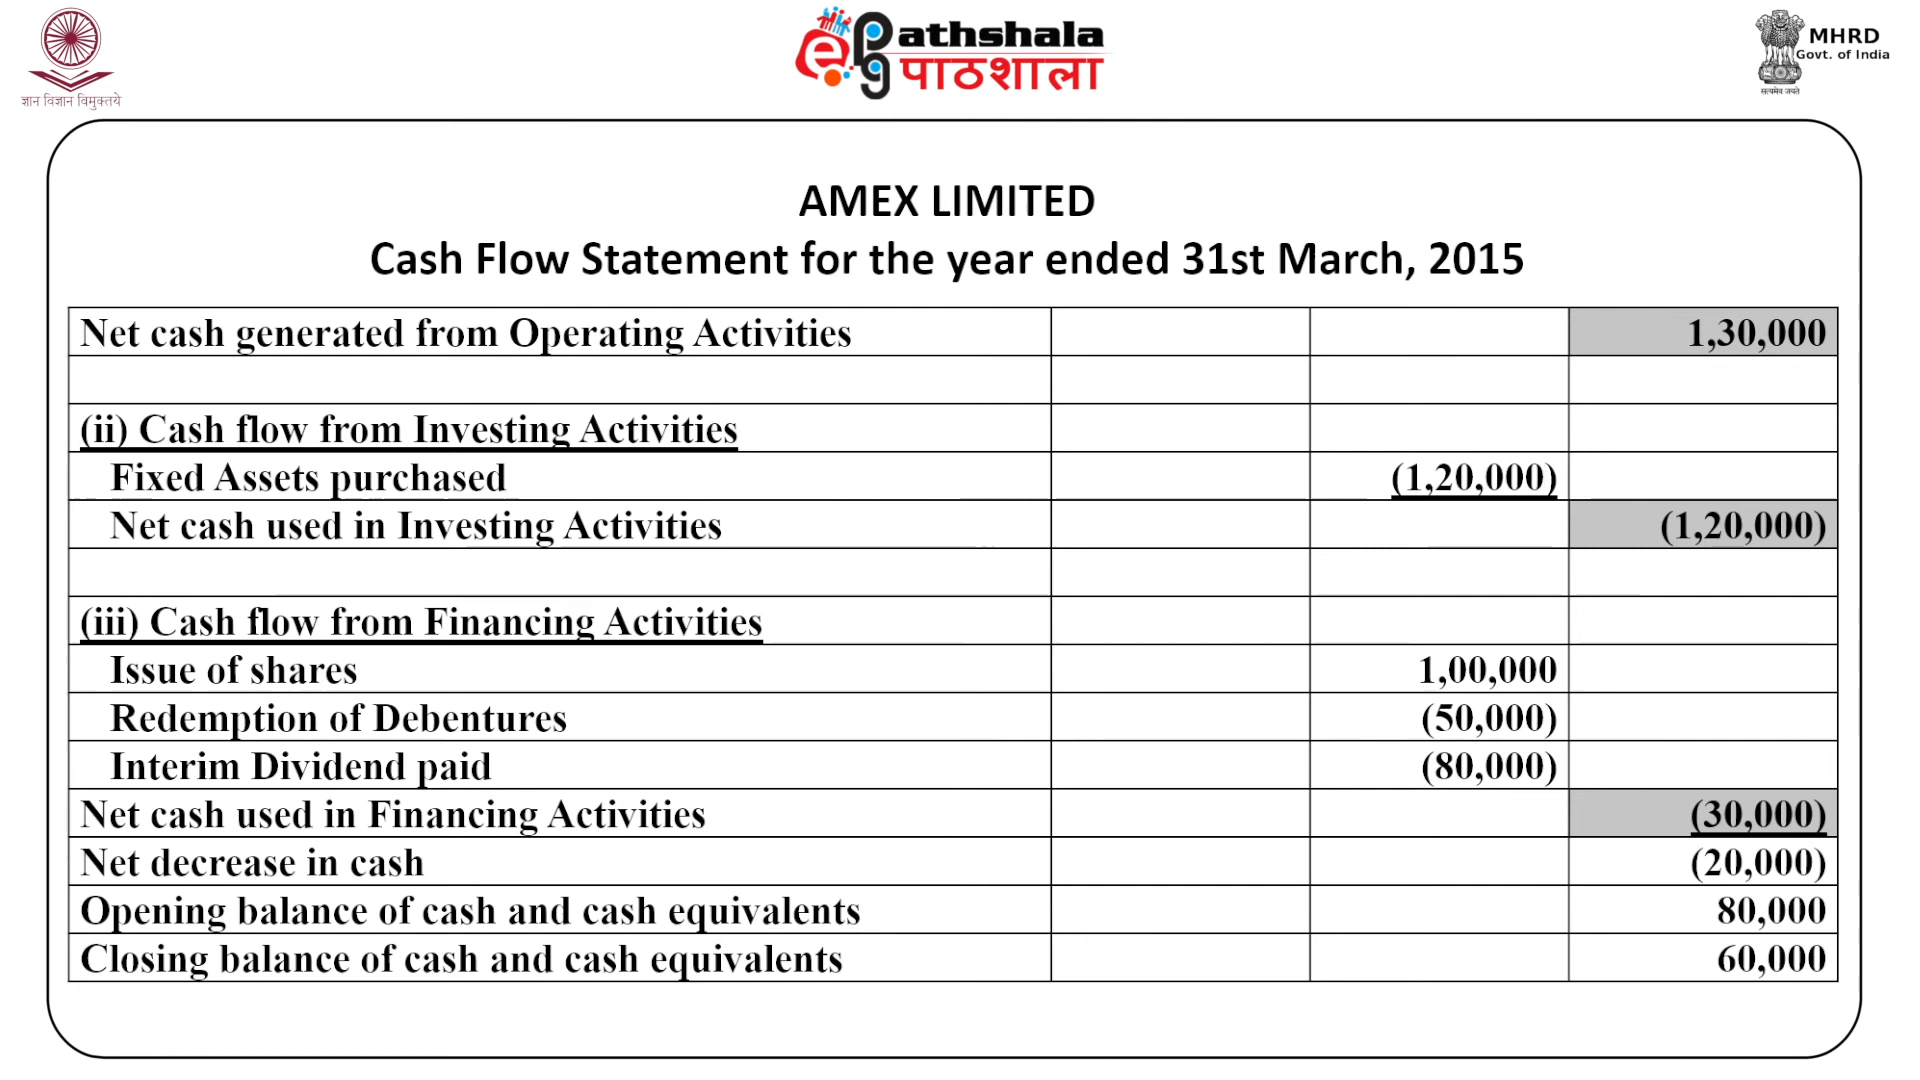 ज्ञान विज्ञान विमुक्तये
ePG Pathshala
पाठशाला
MHRD
Govt. of India
सत्यमेव जयते
AMEX LIMITED
Cash Flow Statement for the year ended 31st March, 2015
Net cash generated from Operating Activities 1,30,000
(ii) Cash flow from Investing Activities
Fixed Assets purchased (1,20,000)
Net cash used in Investing Activities (1,20,000)
(iii) Cash flow from Financing Activities
Issue of shares 1,00,000
Redemption of Debentures (50,000)
Interim Dividend paid (80,000)
Net cash used in Financing Activities (30,000)
Net decrease in cash (20,000)
Opening balance of cash and cash equivalents 80,000
Closing balance of cash and cash equivalents 60,000